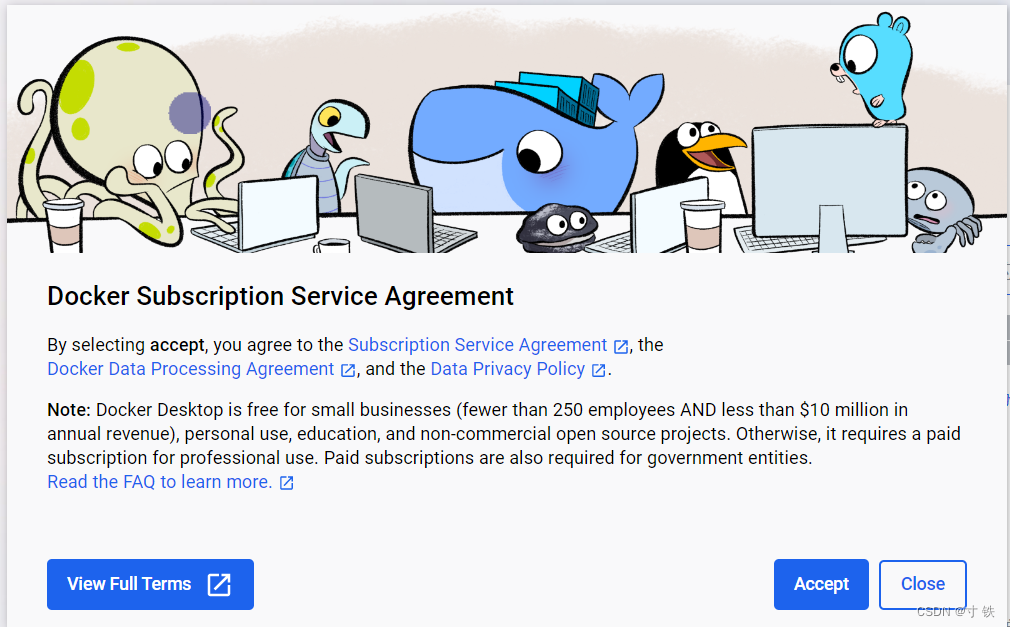 Docker Subscription Service Agreement
By selecting accept, you agree to the Subscription Service Agreement, the
Docker Data Processing Agreement, and the Data Privacy Policy.
Note: Docker Desktop is free for small businesses (fewer than 250 employees AND less than $10 million in
annual revenue), personal use, education, and non-commercial open source projects. Otherwise, it requires a paid
subscription for professional use. Paid subscriptions are also required for government entities.
Read the FAQ to learn more.
View Full Terms
Accept
Close
CSDN @寸 铁